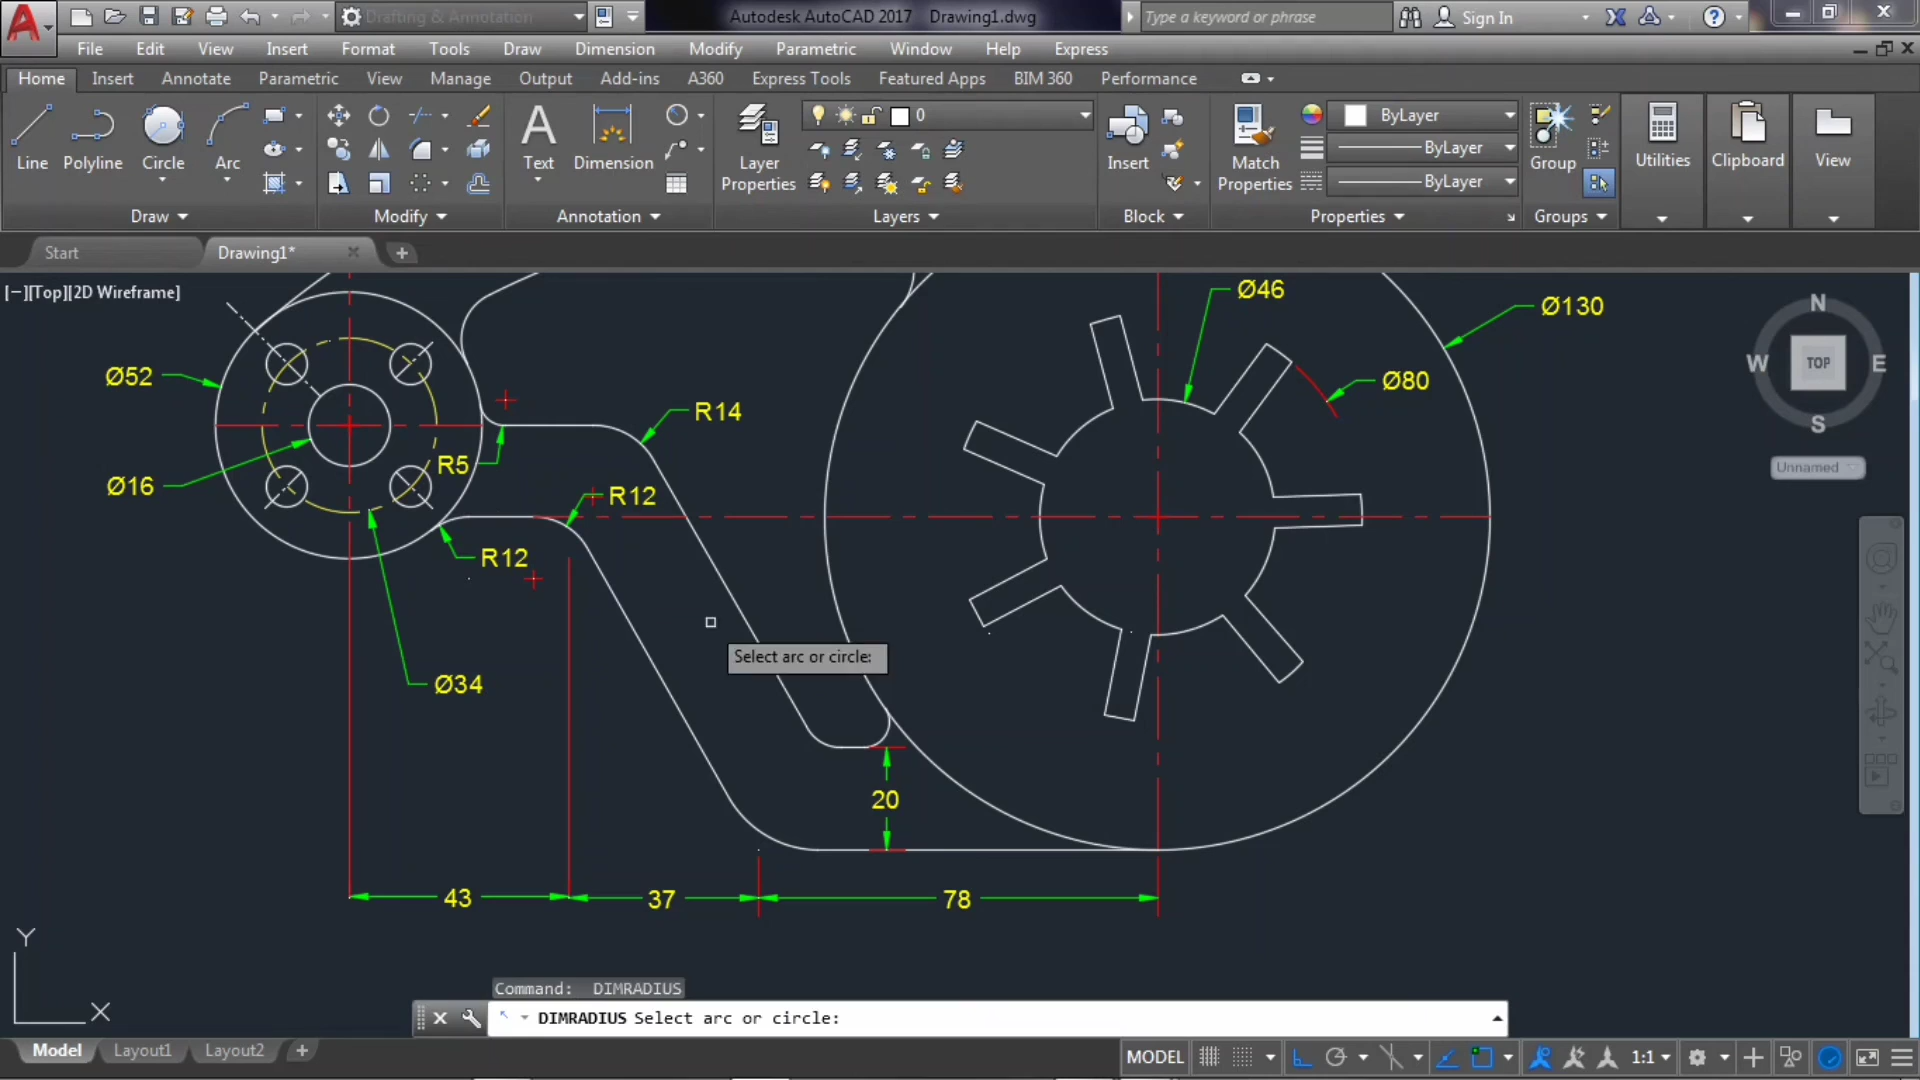 Drafting & Annotation
Autodesk AutoCAD 2017 Drawing1.dwg
Type a keyword or phrase
Sign In
File Edit View Insert Format Tools Draw Dimension Modify Parametric Window Help Express
Home Insert Annotate Parametric View Manage Output Add-ins A360 Express Tools Featured Apps BIM 360 Performance
Line Polyline Circle Arc
Text Dimension
Layer Properties
0
Insert
Match Properties
ByLayer
ByLayer
ByLayer
Group
Utilities Clipboard View
Draw Modify Annotation Layers Block Properties Groups
Start Drawing1*
[−][Top][2D Wireframe]
N
W TOP E
S
Unnamed
Ø46
Ø130
Ø52
Ø80
R14
R5
Ø16
R12
R12
Ø34
Select arc or circle:
20
43 37 78
Y
X
Command: DIMRADIUS
DIMRADIUS Select arc or circle:
Model Layout1 Layout2
MODEL 1:1